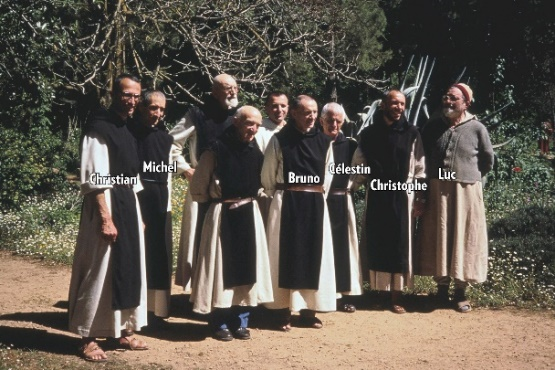 Christian
Michel
Bruno
Célestin
Christophe
Luc